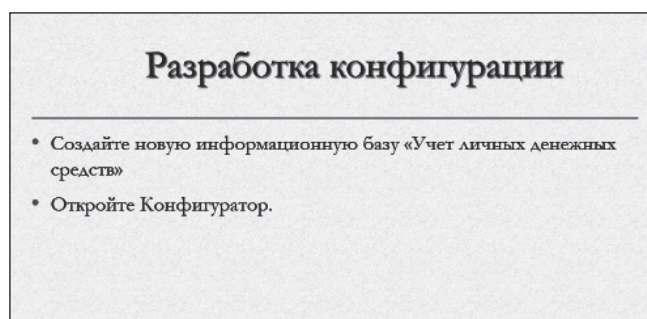 Разработка конфигурации
• Создайте новую информационную базу «Учет личных денежных
средств»
• Откройте Конфигуратор.